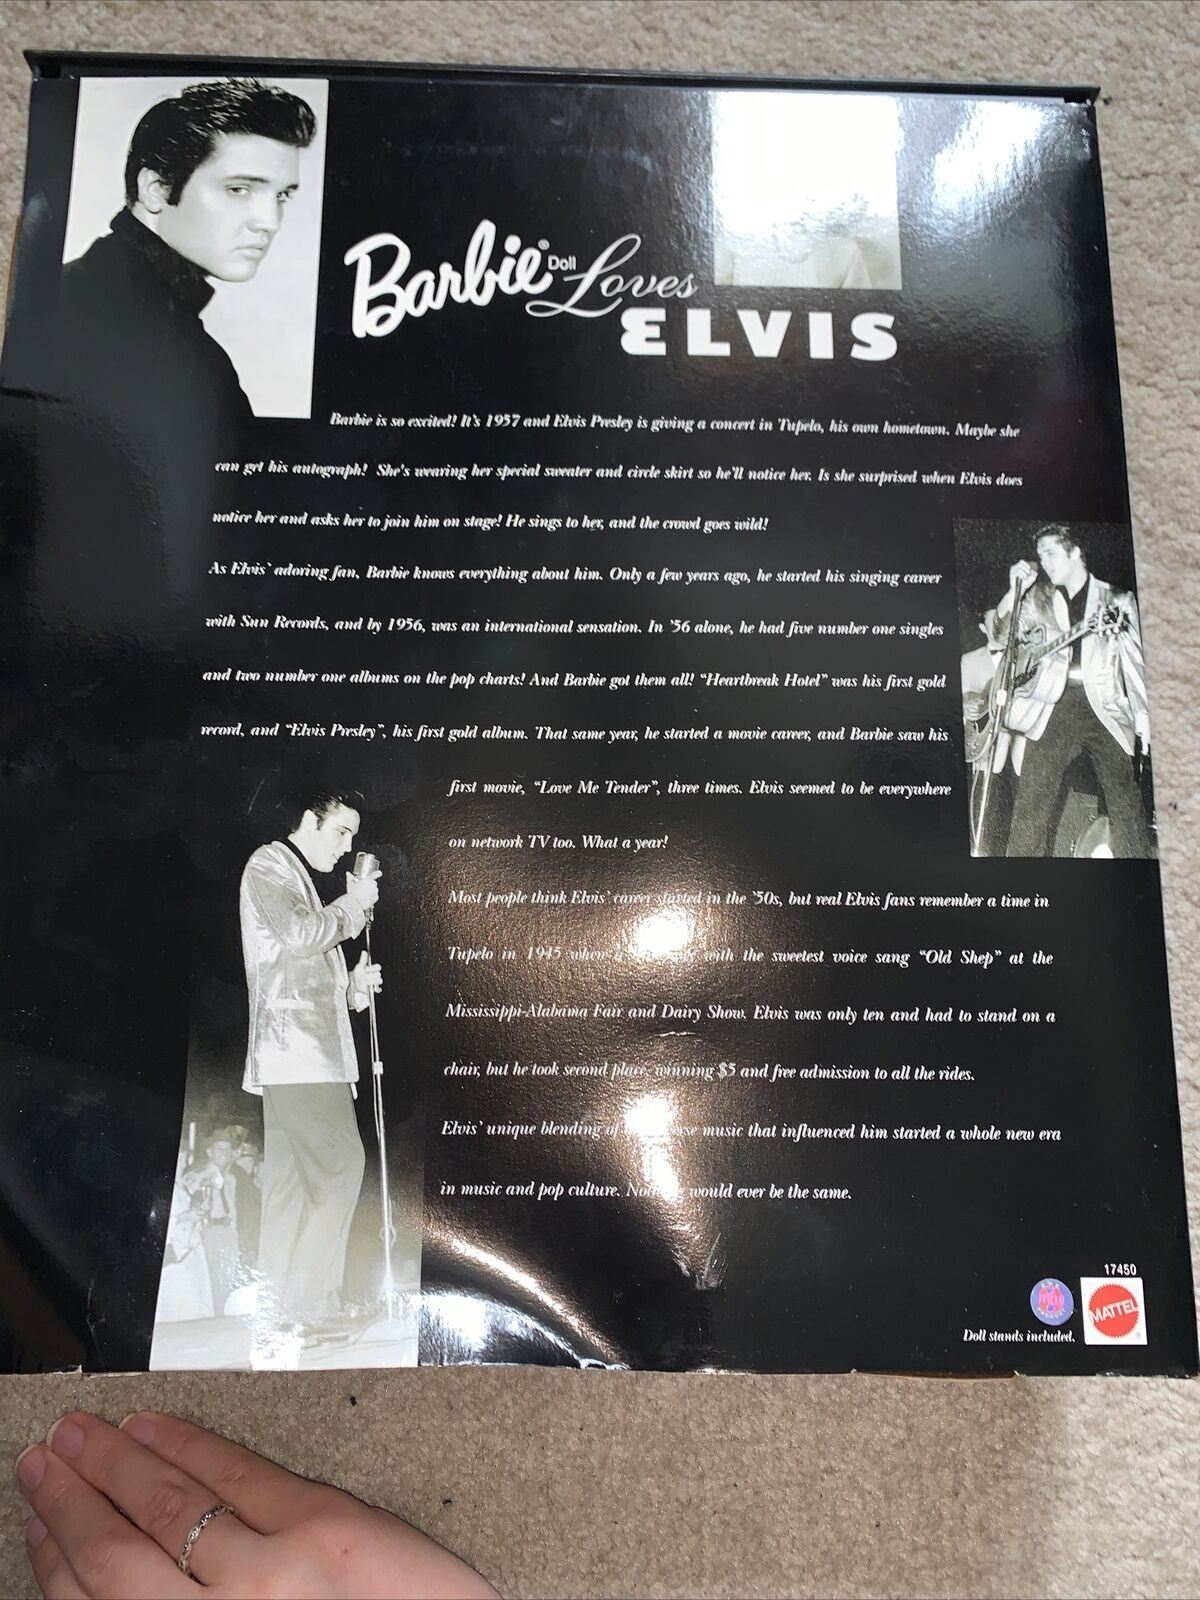 Barbie® Doll Loves
ELVIS
Barbie is so excited! It's 1957 and Elvis Presley is giving a concert in Tupelo, his own hometown. Maybe she
can get his autograph! She's wearing her special sweater and circle skirt so he'll notice her. Is she surprised when Elvis does
notice her and asks her to join him on stage! He sings to her, and the crowd goes wild!
As Elvis' adoring fan, Barbie knows everything about him. Only a few years ago, he started his singing career
with Sun Records, and by 1956, was an international sensation. In '56 alone, he had five number one singles
and two number one albums on the pop charts! And Barbie got them all! "Heartbreak Hotel" was his first gold
record, and "Elvis Presley", his first gold album. That same year, he started a movie career, and Barbie saw his
first movie, "Love Me Tender", three times. Elvis seemed to be everywhere
on network TV too. What a year!
Most people think Elvis' career started in the '50s, but real Elvis fans remember a time in
Tupelo in 1945 when with the sweetest voice sang "Old Shep" at the
Mississippi-Alabama Fair and Dairy Show. Elvis was only ten and had to stand on a
chair, but he took second place, winning $5 and free admission to all the rides.
Elvis' unique blending of music that influenced him started a whole new era
in music and pop culture. Nothing would ever be the same.
17450
Doll stands included.
MATTEL